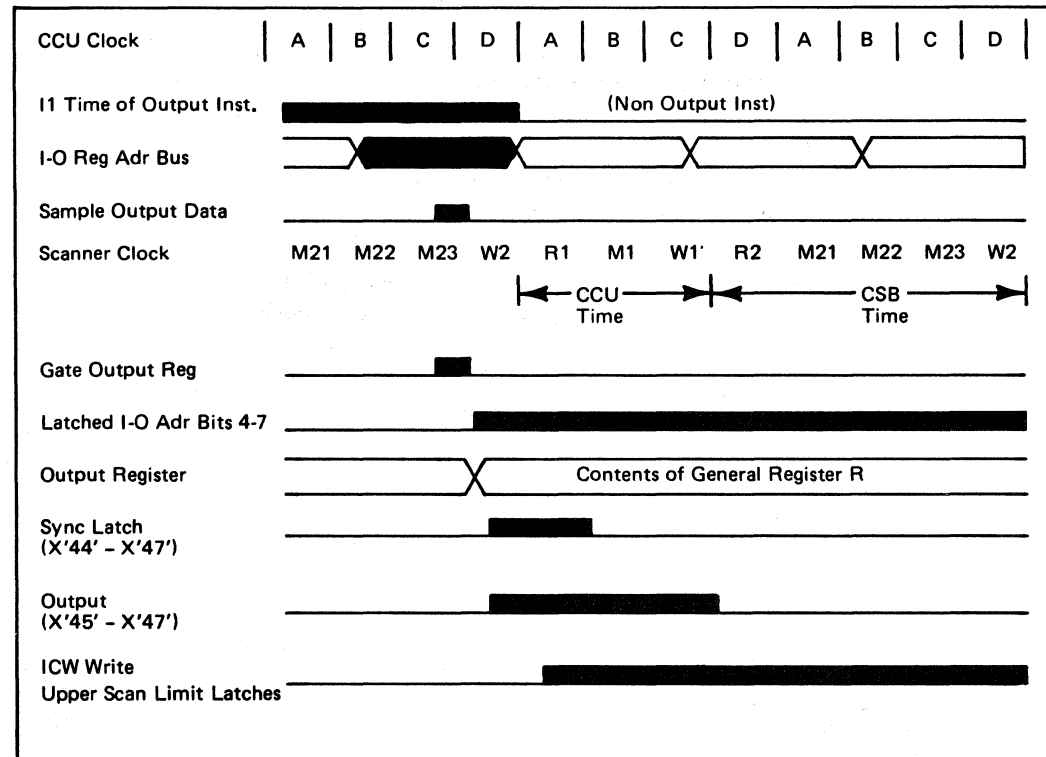 CCU Clock A B C D A B C D A B C D
I1 Time of Output Inst. (Non Output Inst)
I-O Reg Adr Bus
Sample Output Data
Scanner Clock M21 M22 M23 W2 R1 M1 W1' R2 M21 M22 M23 W2
CCU Time
CSB Time
Gate Output Reg
Latched I-O Adr Bits 4-7
Output Register Contents of General Register R
Sync Latch
(X'44' – X'47')
Output
(X'45' – X'47')
ICW Write
Upper Scan Limit Latches